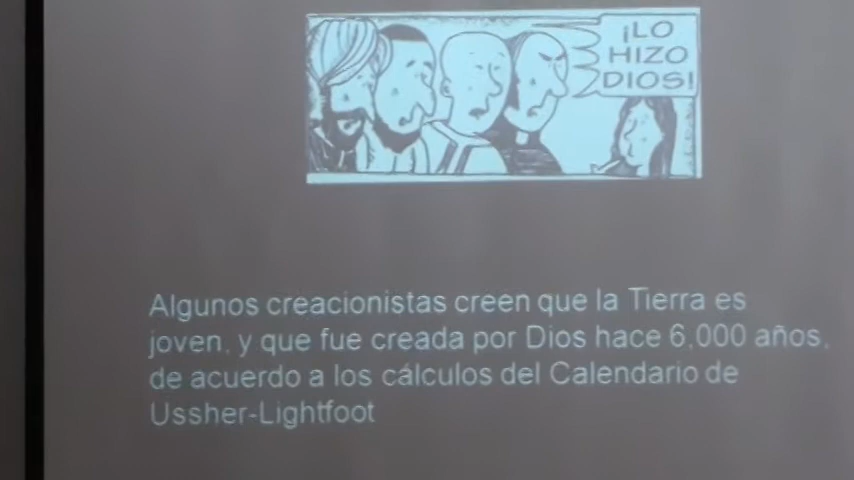 ¡LO
HIZO
DIOS!
Algunos creacionistas creen que la Tierra es
joven, y que fue creada por Dios hace 6,000 años,
de acuerdo a los cálculos del Calendario de
Ussher-Lightfoot